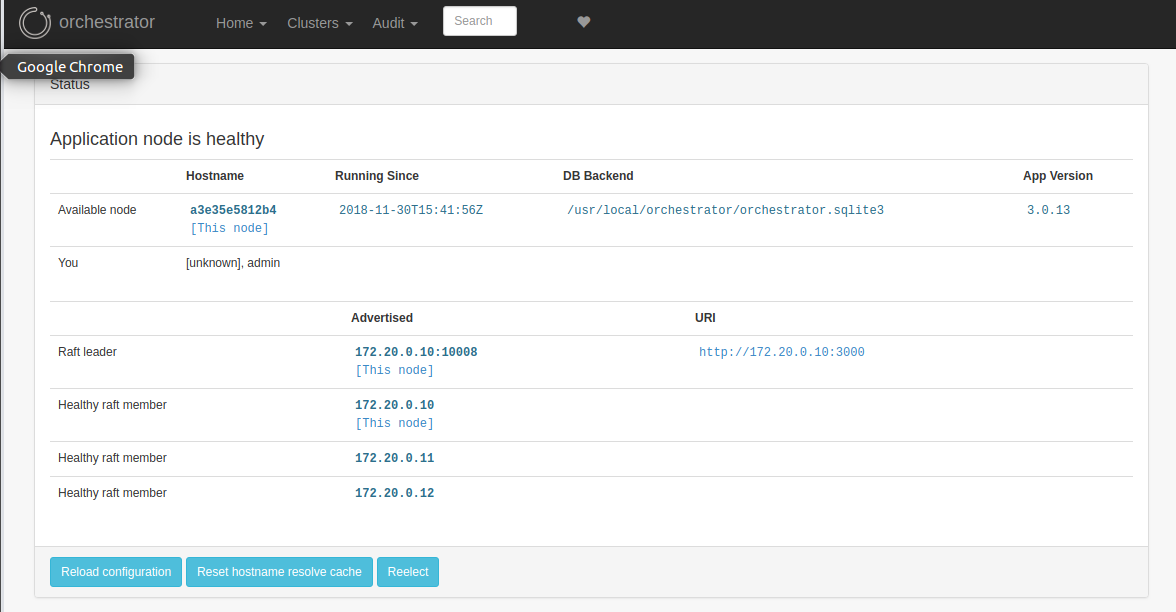 orchestrator Home Clusters Audit Search
Google Chrome
Status
Application node is healthy
Hostname Running Since DB Backend App Version
Available node a3e35e5812b4 2018-11-30T15:41:56Z /usr/local/orchestrator/orchestrator.sqlite3 3.0.13
[This node]
You [unknown], admin
Advertised URI
Raft leader 172.20.0.10:10008 http://172.20.0.10:3000
[This node]
Healthy raft member 172.20.0.10
[This node]
Healthy raft member 172.20.0.11
Healthy raft member 172.20.0.12
Reload configuration Reset hostname resolve cache Reelect